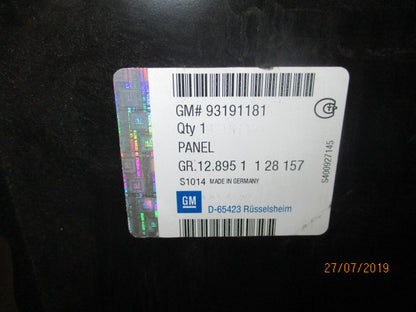 GM# 93191181
Qty 1
PANEL
GR.12.895 1 1 28 157
S1014 MADE IN GERMANY
GM
D-65423 Rüsselsheim
S400927145
27/07/2019